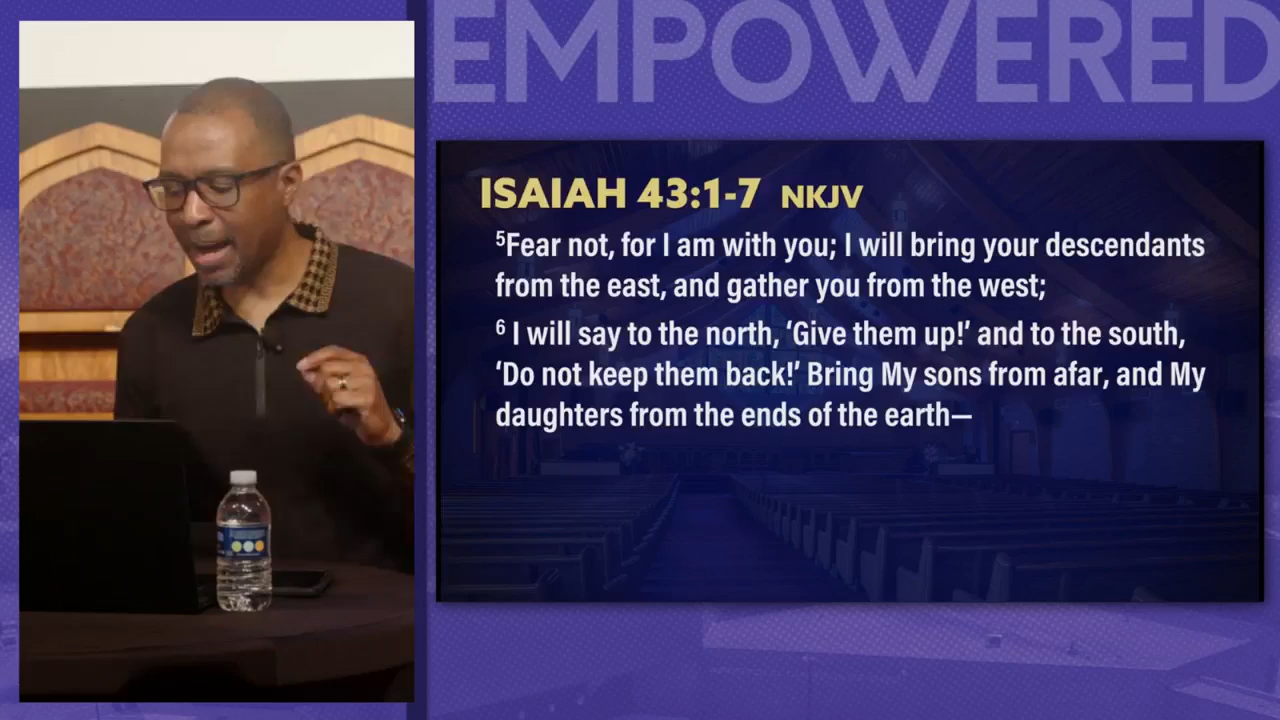 EMPOWERED
ISAIAH 43:1-7 NKJV
⁵Fear not, for I am with you; I will bring your descendants
from the east, and gather you from the west;
⁶ I will say to the north, ‘Give them up!’ and to the south,
‘Do not keep them back!’ Bring My sons from afar, and My
daughters from the ends of the earth—